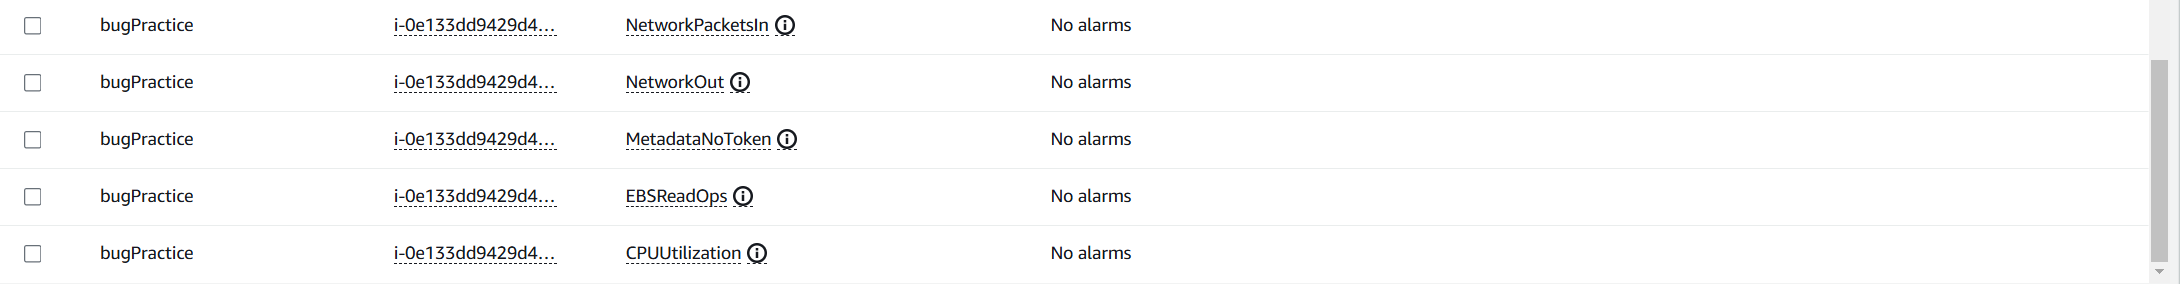 bugPractice i-0e133dd9429d4... NetworkPacketsIn No alarms
bugPractice i-0e133dd9429d4... NetworkOut No alarms
bugPractice i-0e133dd9429d4... MetadataNoToken No alarms
bugPractice i-0e133dd9429d4... EBSReadOps No alarms
bugPractice i-0e133dd9429d4... CPUUtilization No alarms